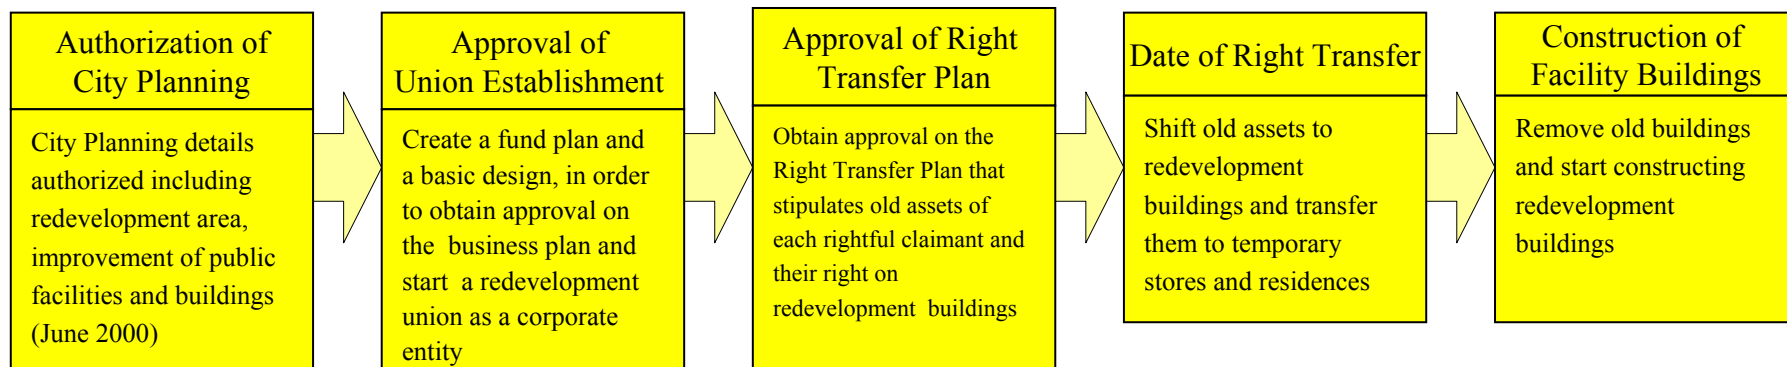 Authorization of
City Planning
City Planning details
authorized including
redevelopment area,
improvement of public
facilities and buildings
(June 2000)
Approval of
Union Establishment
Create a fund plan and
a basic design, in order
to obtain approval on
the business plan and
start a redevelopment
union as a corporate
entity
Approval of Right
Transfer Plan
Obtain approval on the
Right Transfer Plan that
stipulates old assets of
each rightful claimant and
their right on
redevelopment buildings
Date of Right Transfer
Shift old assets to
redevelopment
buildings and transfer
them to temporary
stores and residences
Construction of
Facility Buildings
Remove old buildings
and start constructing
redevelopment
buildings